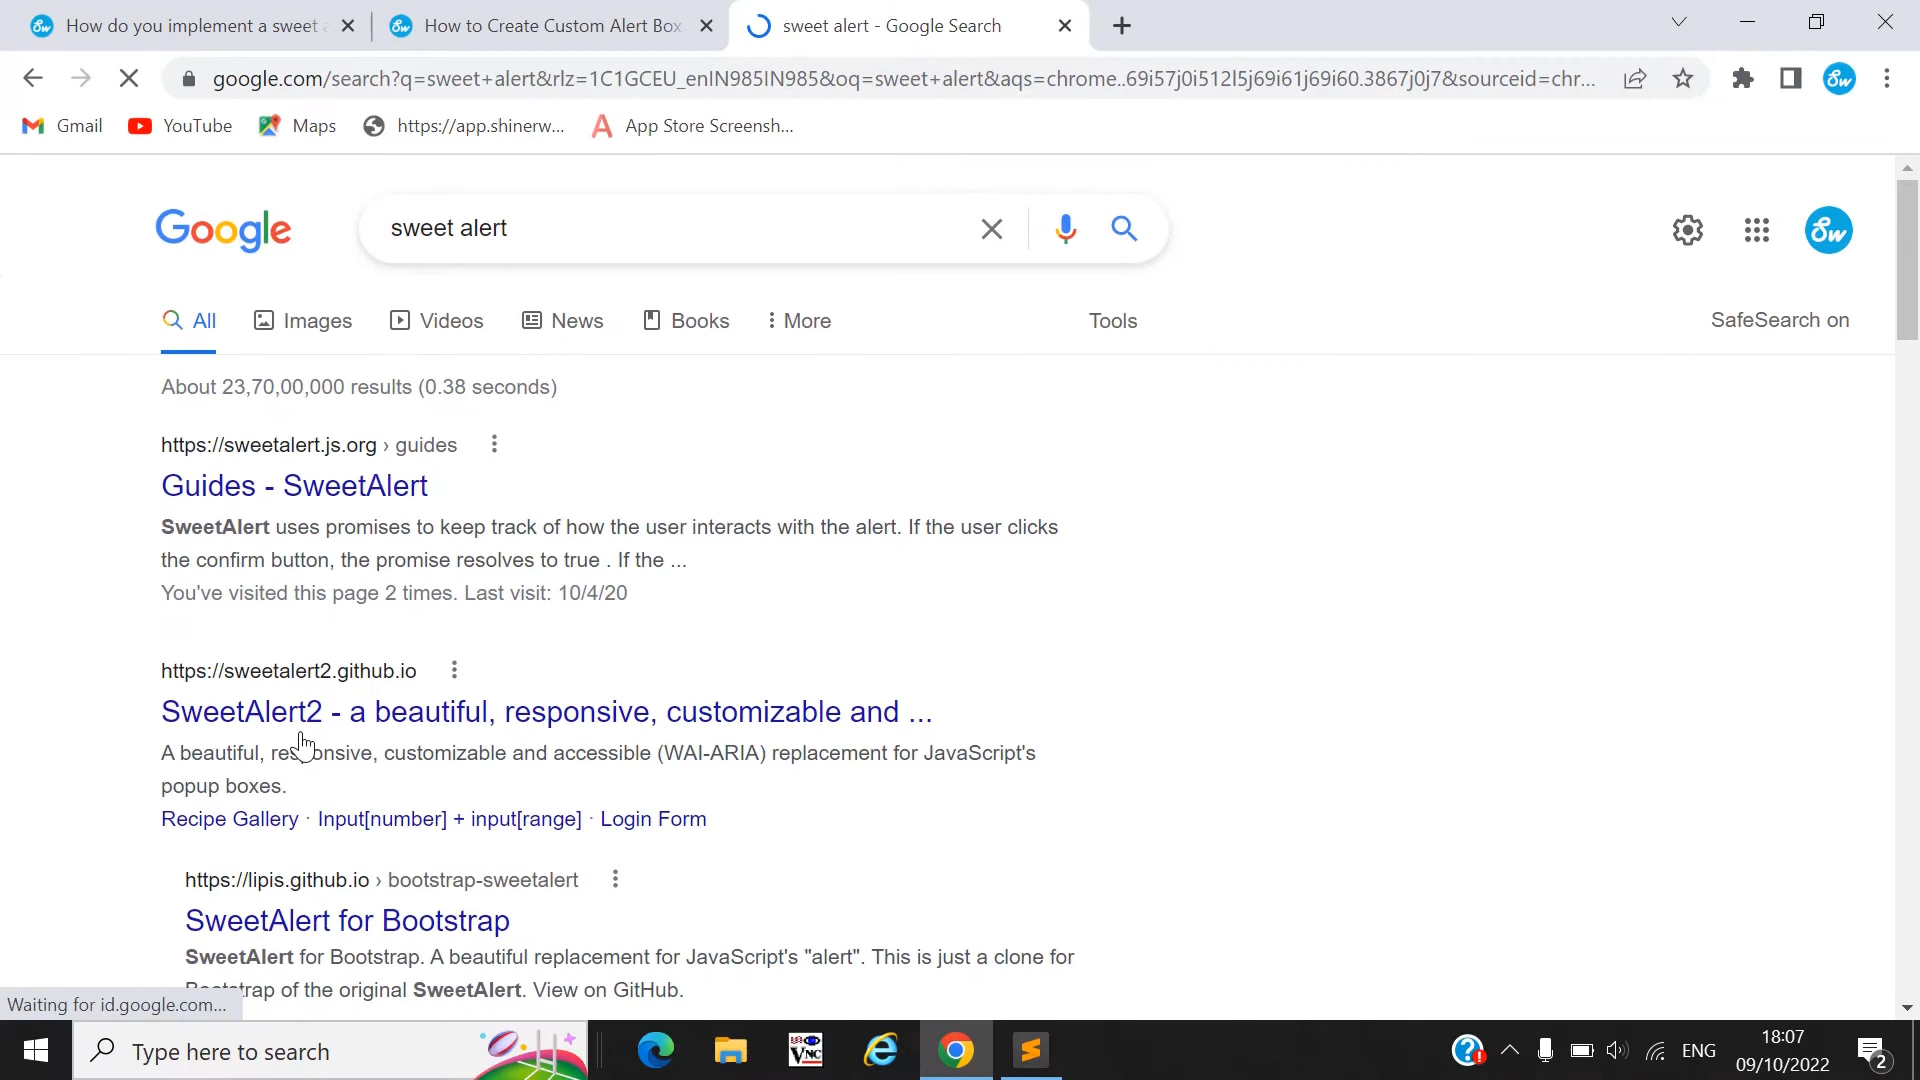 How do you implement a sweet a
How to Create Custom Alert Box
sweet alert - Google Search
google.com/search?q=sweet+alert&rlz=1C1GCEU_enIN985IN985&oq=sweet+alert&aqs=chrome..69i57j0i512l5j69i61j69i60.3867j0j7&sourceid=chr...
Sw
Gmail
YouTube
Maps
https://app.shinerw...
App Store Screensh...
Google
sweet alert
Sw
All
Images
Videos
News
Books
More
Tools
SafeSearch on
About 23,70,00,000 results (0.38 seconds)
https://sweetalert.js.org › guides
Guides - SweetAlert
SweetAlert uses promises to keep track of how the user interacts with the alert. If the user clicks
the confirm button, the promise resolves to true . If the ...
You've visited this page 2 times. Last visit: 10/4/20
https://sweetalert2.github.io
SweetAlert2 - a beautiful, responsive, customizable and ...
A beautiful, responsive, customizable and accessible (WAI-ARIA) replacement for JavaScript's
popup boxes.
Recipe Gallery · Input[number] + input[range] · Login Form
https://lipis.github.io › bootstrap-sweetalert
SweetAlert for Bootstrap
SweetAlert for Bootstrap. A beautiful replacement for JavaScript's "alert". This is just a clone for
Bootstrap of the original SweetAlert. View on GitHub.
Waiting for id.google.com...
Type here to search
VNC
ENG
18:07
09/10/2022
2